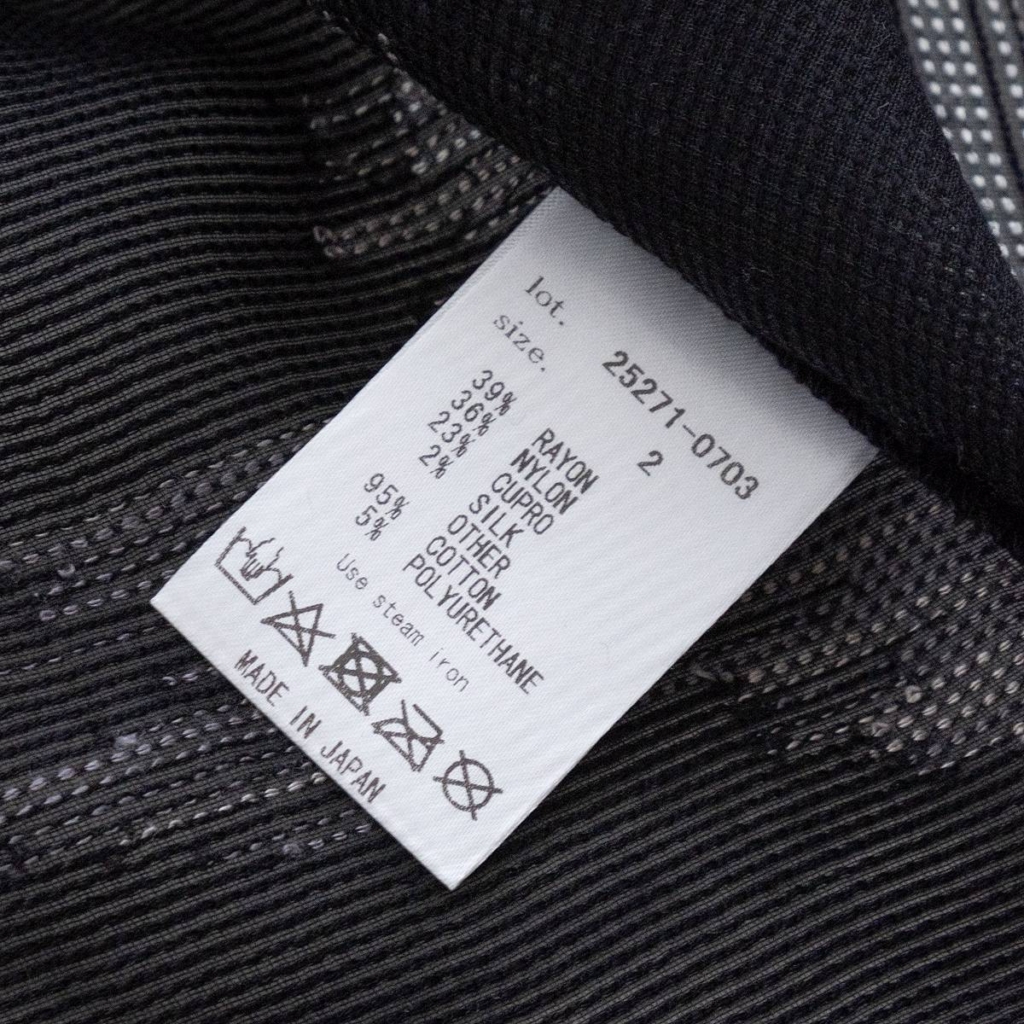 lot. 25271-0703
size. 2
39% RAYON
36% NYLON
23% CUPRO
2% SILK
OTHER
95% COTTON
5% POLYURETHANE
Use steam iron
MADE IN JAPAN